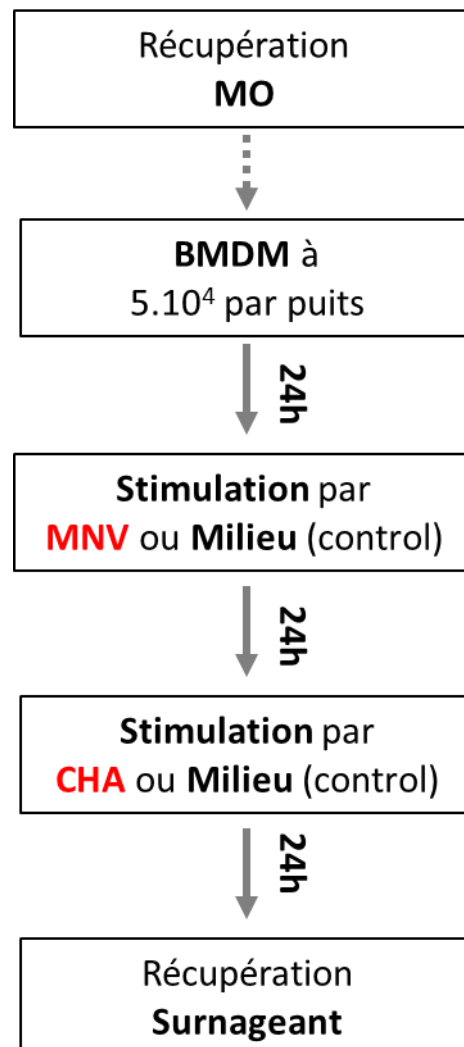 Récupération
MO
BMDM à
5.10⁴ par puits
24h
Stimulation par
MNV ou Milieu (control)
24h
Stimulation par
CHA ou Milieu (control)
24h
Récupération
Surnageant